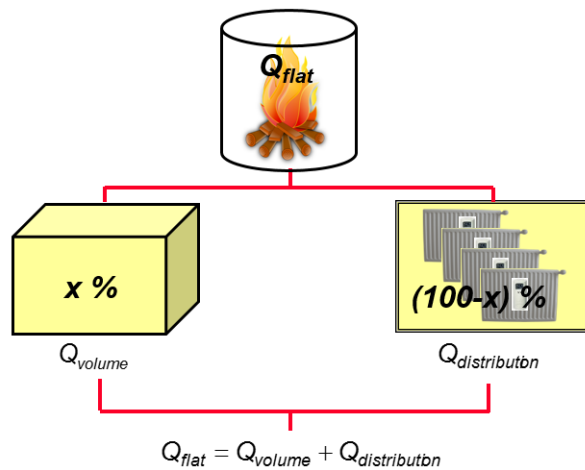 Qflat
x %
(100-x) %
Qvolume
Qdistributbn
Qflat = Qvolume + Qdistributbn